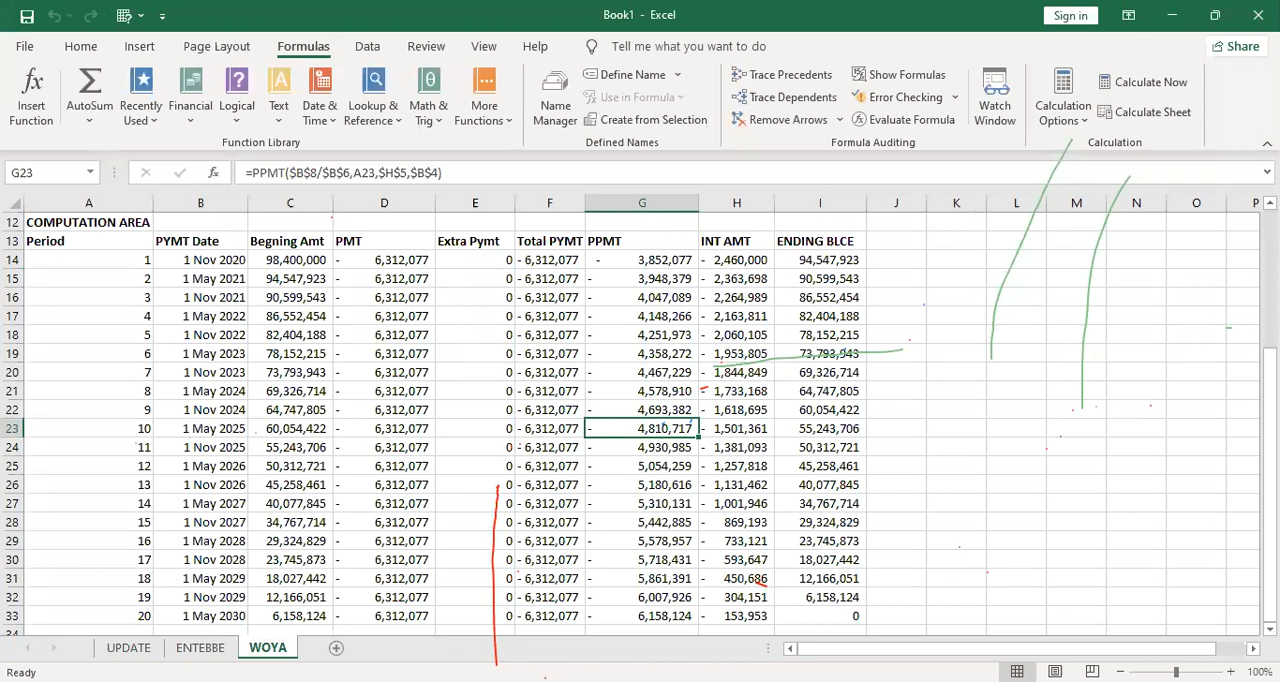 Book1 - Excel
Sign in
File Home Insert Page Layout Formulas Data Review View Help Tell me what you want to do Share
Insert Function
AutoSum
Recently Used
Financial
Logical
Text
Date & Time
Lookup & Reference
Math & Trig
More Functions
Function Library
Name Manager
Define Name
Use in Formula
Create from Selection
Defined Names
Trace Precedents
Trace Dependents
Remove Arrows
Show Formulas
Error Checking
Evaluate Formula
Formula Auditing
Watch Window
Calculation Options
Calculate Now
Calculate Sheet
Calculation
G23 fx =PPMT($B$8/$B$6,A23,$H$5,$B$4)
A B C D E F G H I J K L M N O P
12 COMPUTATION AREA
13 Period PYMT Date Begning Amt PMT Extra Pymt Total PYMT PPMT INT AMT ENDING BLCE
14 1 1 Nov 2020 98,400,000 - 6,312,077 0 - 6,312,077 - 3,852,077 - 2,460,000 94,547,923
15 2 1 May 2021 94,547,923 - 6,312,077 0 - 6,312,077 - 3,948,379 - 2,363,698 90,599,543
16 3 1 Nov 2021 90,599,543 - 6,312,077 0 - 6,312,077 - 4,047,089 - 2,264,989 86,552,454
17 4 1 May 2022 86,552,454 - 6,312,077 0 - 6,312,077 - 4,148,266 - 2,163,811 82,404,188
18 5 1 Nov 2022 82,404,188 - 6,312,077 0 - 6,312,077 - 4,251,973 - 2,060,105 78,152,215
19 6 1 May 2023 78,152,215 - 6,312,077 0 - 6,312,077 - 4,358,272 - 1,953,805 73,793,943
20 7 1 Nov 2023 73,793,943 - 6,312,077 0 - 6,312,077 - 4,467,229 - 1,844,849 69,326,714
21 8 1 May 2024 69,326,714 - 6,312,077 0 - 6,312,077 - 4,578,910 - 1,733,168 64,747,805
22 9 1 Nov 2024 64,747,805 - 6,312,077 0 - 6,312,077 - 4,693,382 - 1,618,695 60,054,422
23 10 1 May 2025 60,054,422 - 6,312,077 0 - 6,312,077 - 4,810,717 - 1,501,361 55,243,706
24 11 1 Nov 2025 55,243,706 - 6,312,077 0 - 6,312,077 - 4,930,985 - 1,381,093 50,312,721
25 12 1 May 2026 50,312,721 - 6,312,077 0 - 6,312,077 - 5,054,259 - 1,257,818 45,258,461
26 13 1 Nov 2026 45,258,461 - 6,312,077 0 - 6,312,077 - 5,180,616 - 1,131,462 40,077,845
27 14 1 May 2027 40,077,845 - 6,312,077 0 - 6,312,077 - 5,310,131 - 1,001,946 34,767,714
28 15 1 Nov 2027 34,767,714 - 6,312,077 0 - 6,312,077 - 5,442,885 - 869,193 29,324,829
29 16 1 May 2028 29,324,829 - 6,312,077 0 - 6,312,077 - 5,578,957 - 733,121 23,745,873
30 17 1 Nov 2028 23,745,873 - 6,312,077 0 - 6,312,077 - 5,718,431 - 593,647 18,027,442
31 18 1 May 2029 18,027,442 - 6,312,077 0 - 6,312,077 - 5,861,391 - 450,686 12,166,051
32 19 1 Nov 2029 12,166,051 - 6,312,077 0 - 6,312,077 - 6,007,926 - 304,151 6,158,124
33 20 1 May 2030 6,158,124 - 6,312,077 0 - 6,312,077 - 6,158,124 - 153,953 0
34
UPDATE ENTEBBE WOYA
Ready 100%